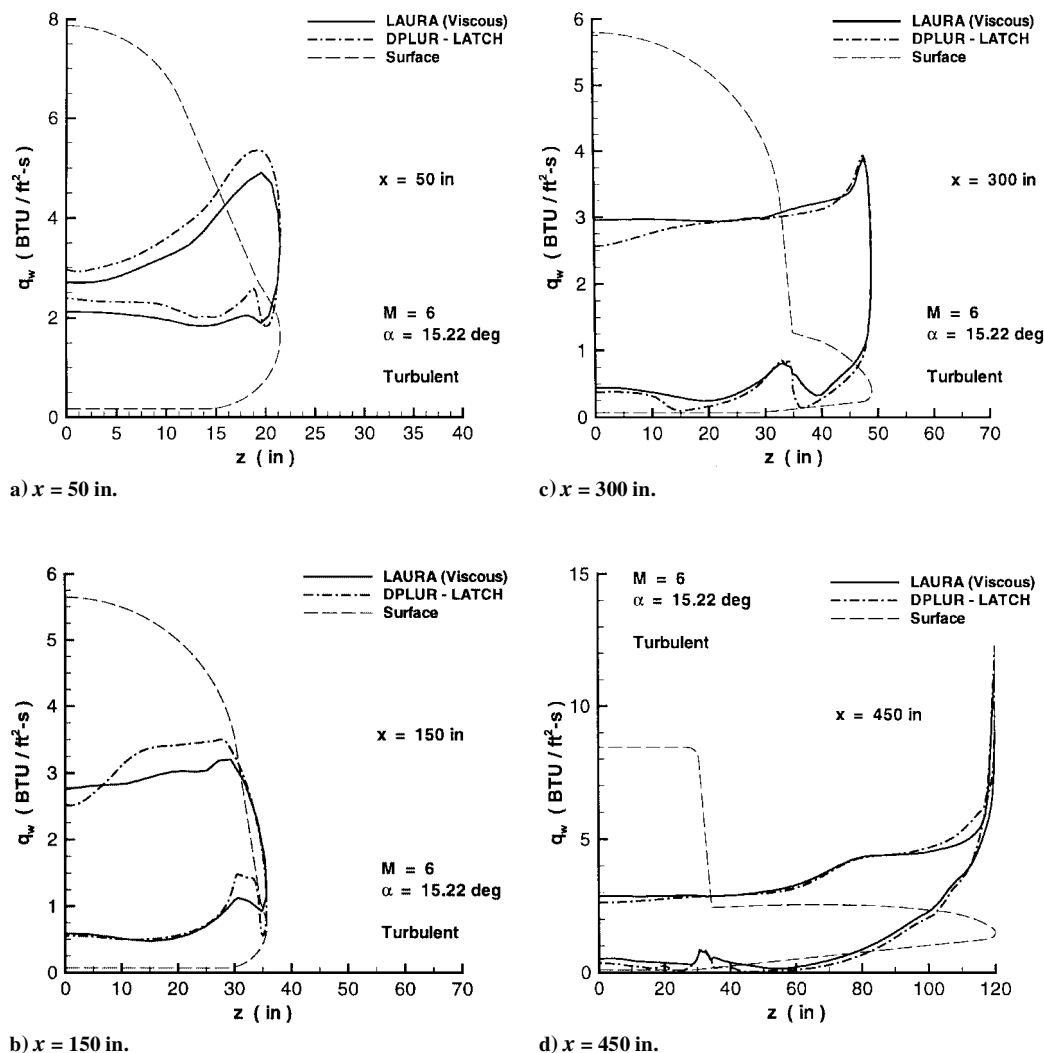 8
6
4
2
0
q_w ( BTU / ft²-s)
LAURA (Viscous)
DPLUR - LATCH
Surface
x = 50 in
M = 6
α = 15.22 deg
Turbulent
0 5 10 15 20 25 30 35 40
z ( in )
a) x = 50 in.
6
5
4
3
2
1
0
q_w ( BTU / ft²-s)
LAURA (Viscous)
DPLUR - LATCH
Surface
x = 300 in
M = 6
α = 15.22 deg
Turbulent
0 10 20 30 40 50 60 70
z ( in )
c) x = 300 in.
6
5
4
3
2
1
0
q_w ( BTU / ft²-s)
LAURA (Viscous)
DPLUR - LATCH
Surface
x = 150 in
M = 6
α = 15.22 deg
Turbulent
0 10 20 30 40 50 60 70
z ( in )
b) x = 150 in.
15
10
5
0
q_w ( BTU / ft²-s)
M = 6
α = 15.22 deg
Turbulent
LAURA (Viscous)
DPLUR - LATCH
Surface
x = 450 in
0 20 40 60 80 100 120
z ( in )
d) x = 450 in.